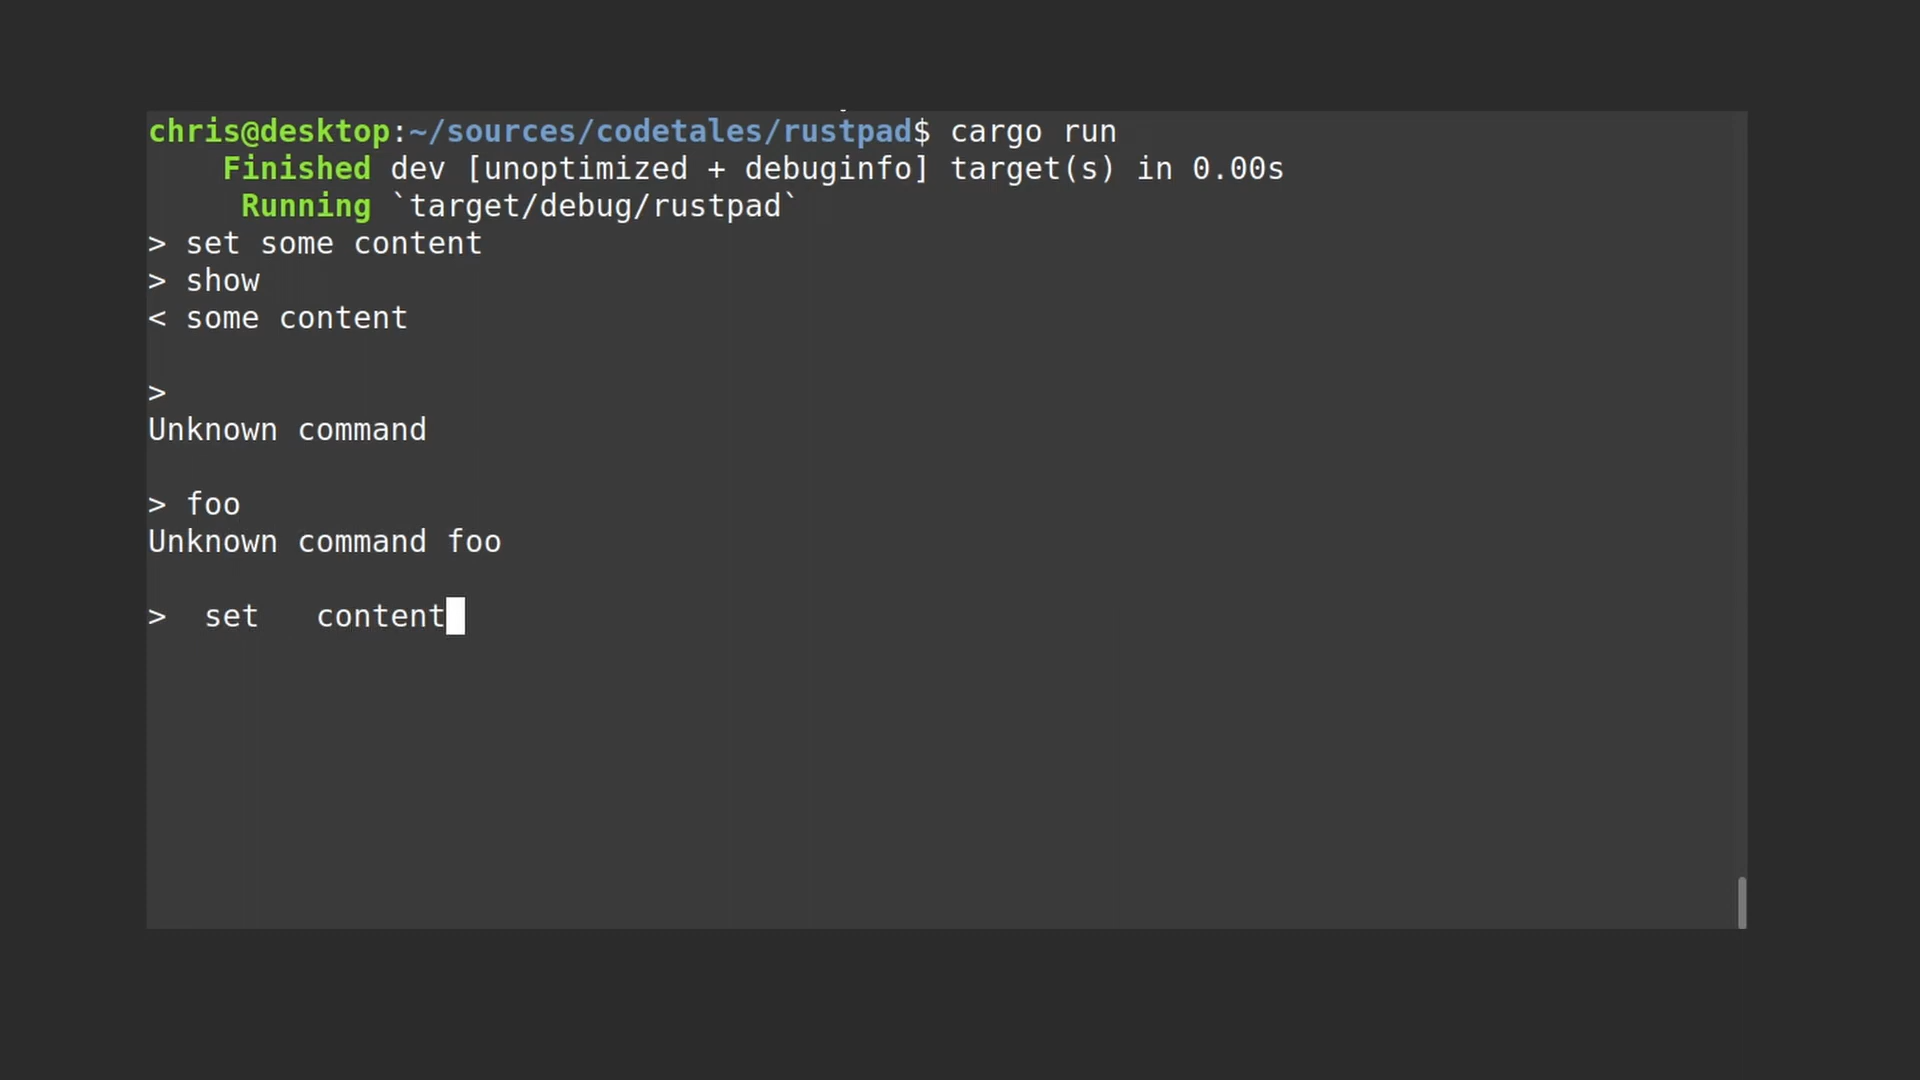 chris@desktop:~/sources/codetales/rustpad$ cargo run
    Finished dev [unoptimized + debuginfo] target(s) in 0.00s
     Running `target/debug/rustpad`
> set some content
> show
< some content

>
Unknown command

> foo
Unknown command foo

>  set   content